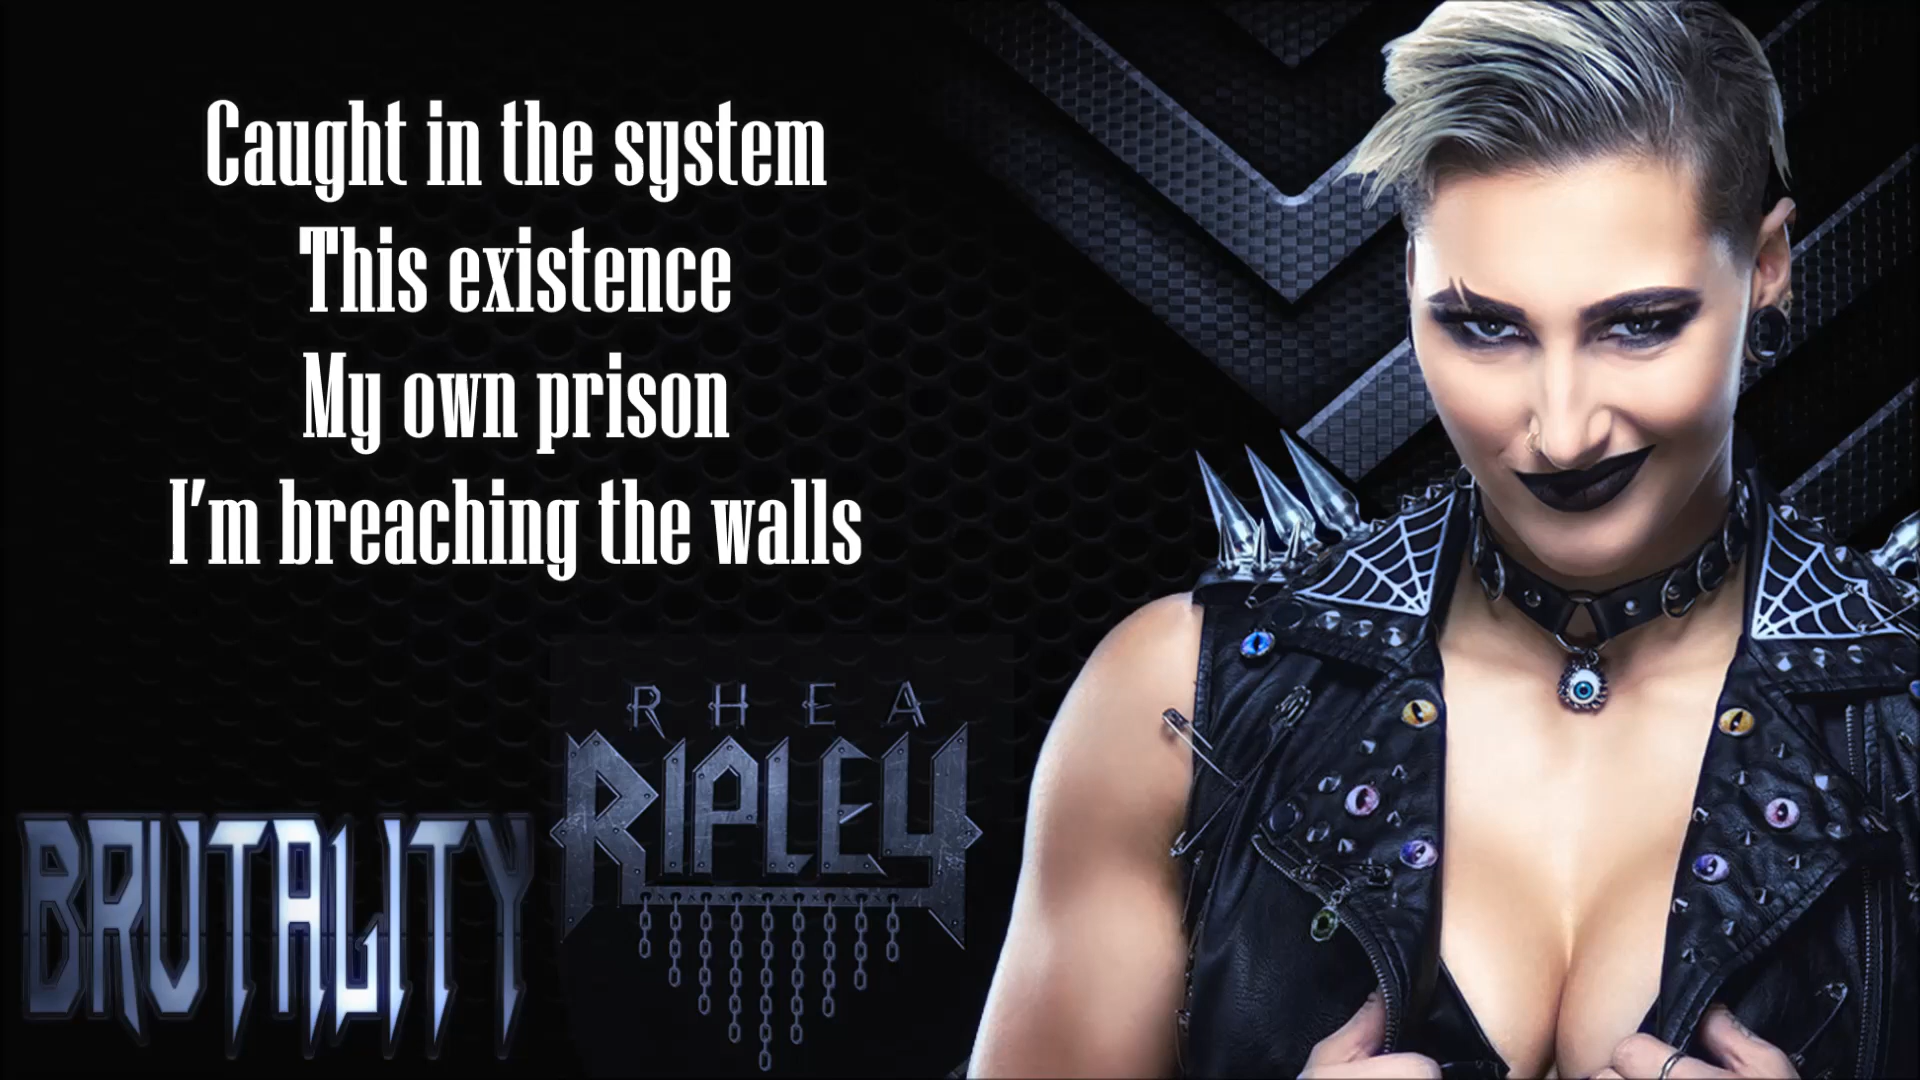 Caught in the system
This existence
My own prison
I'm breaching the walls
RHEA
RIPLEY
BRUTALITY